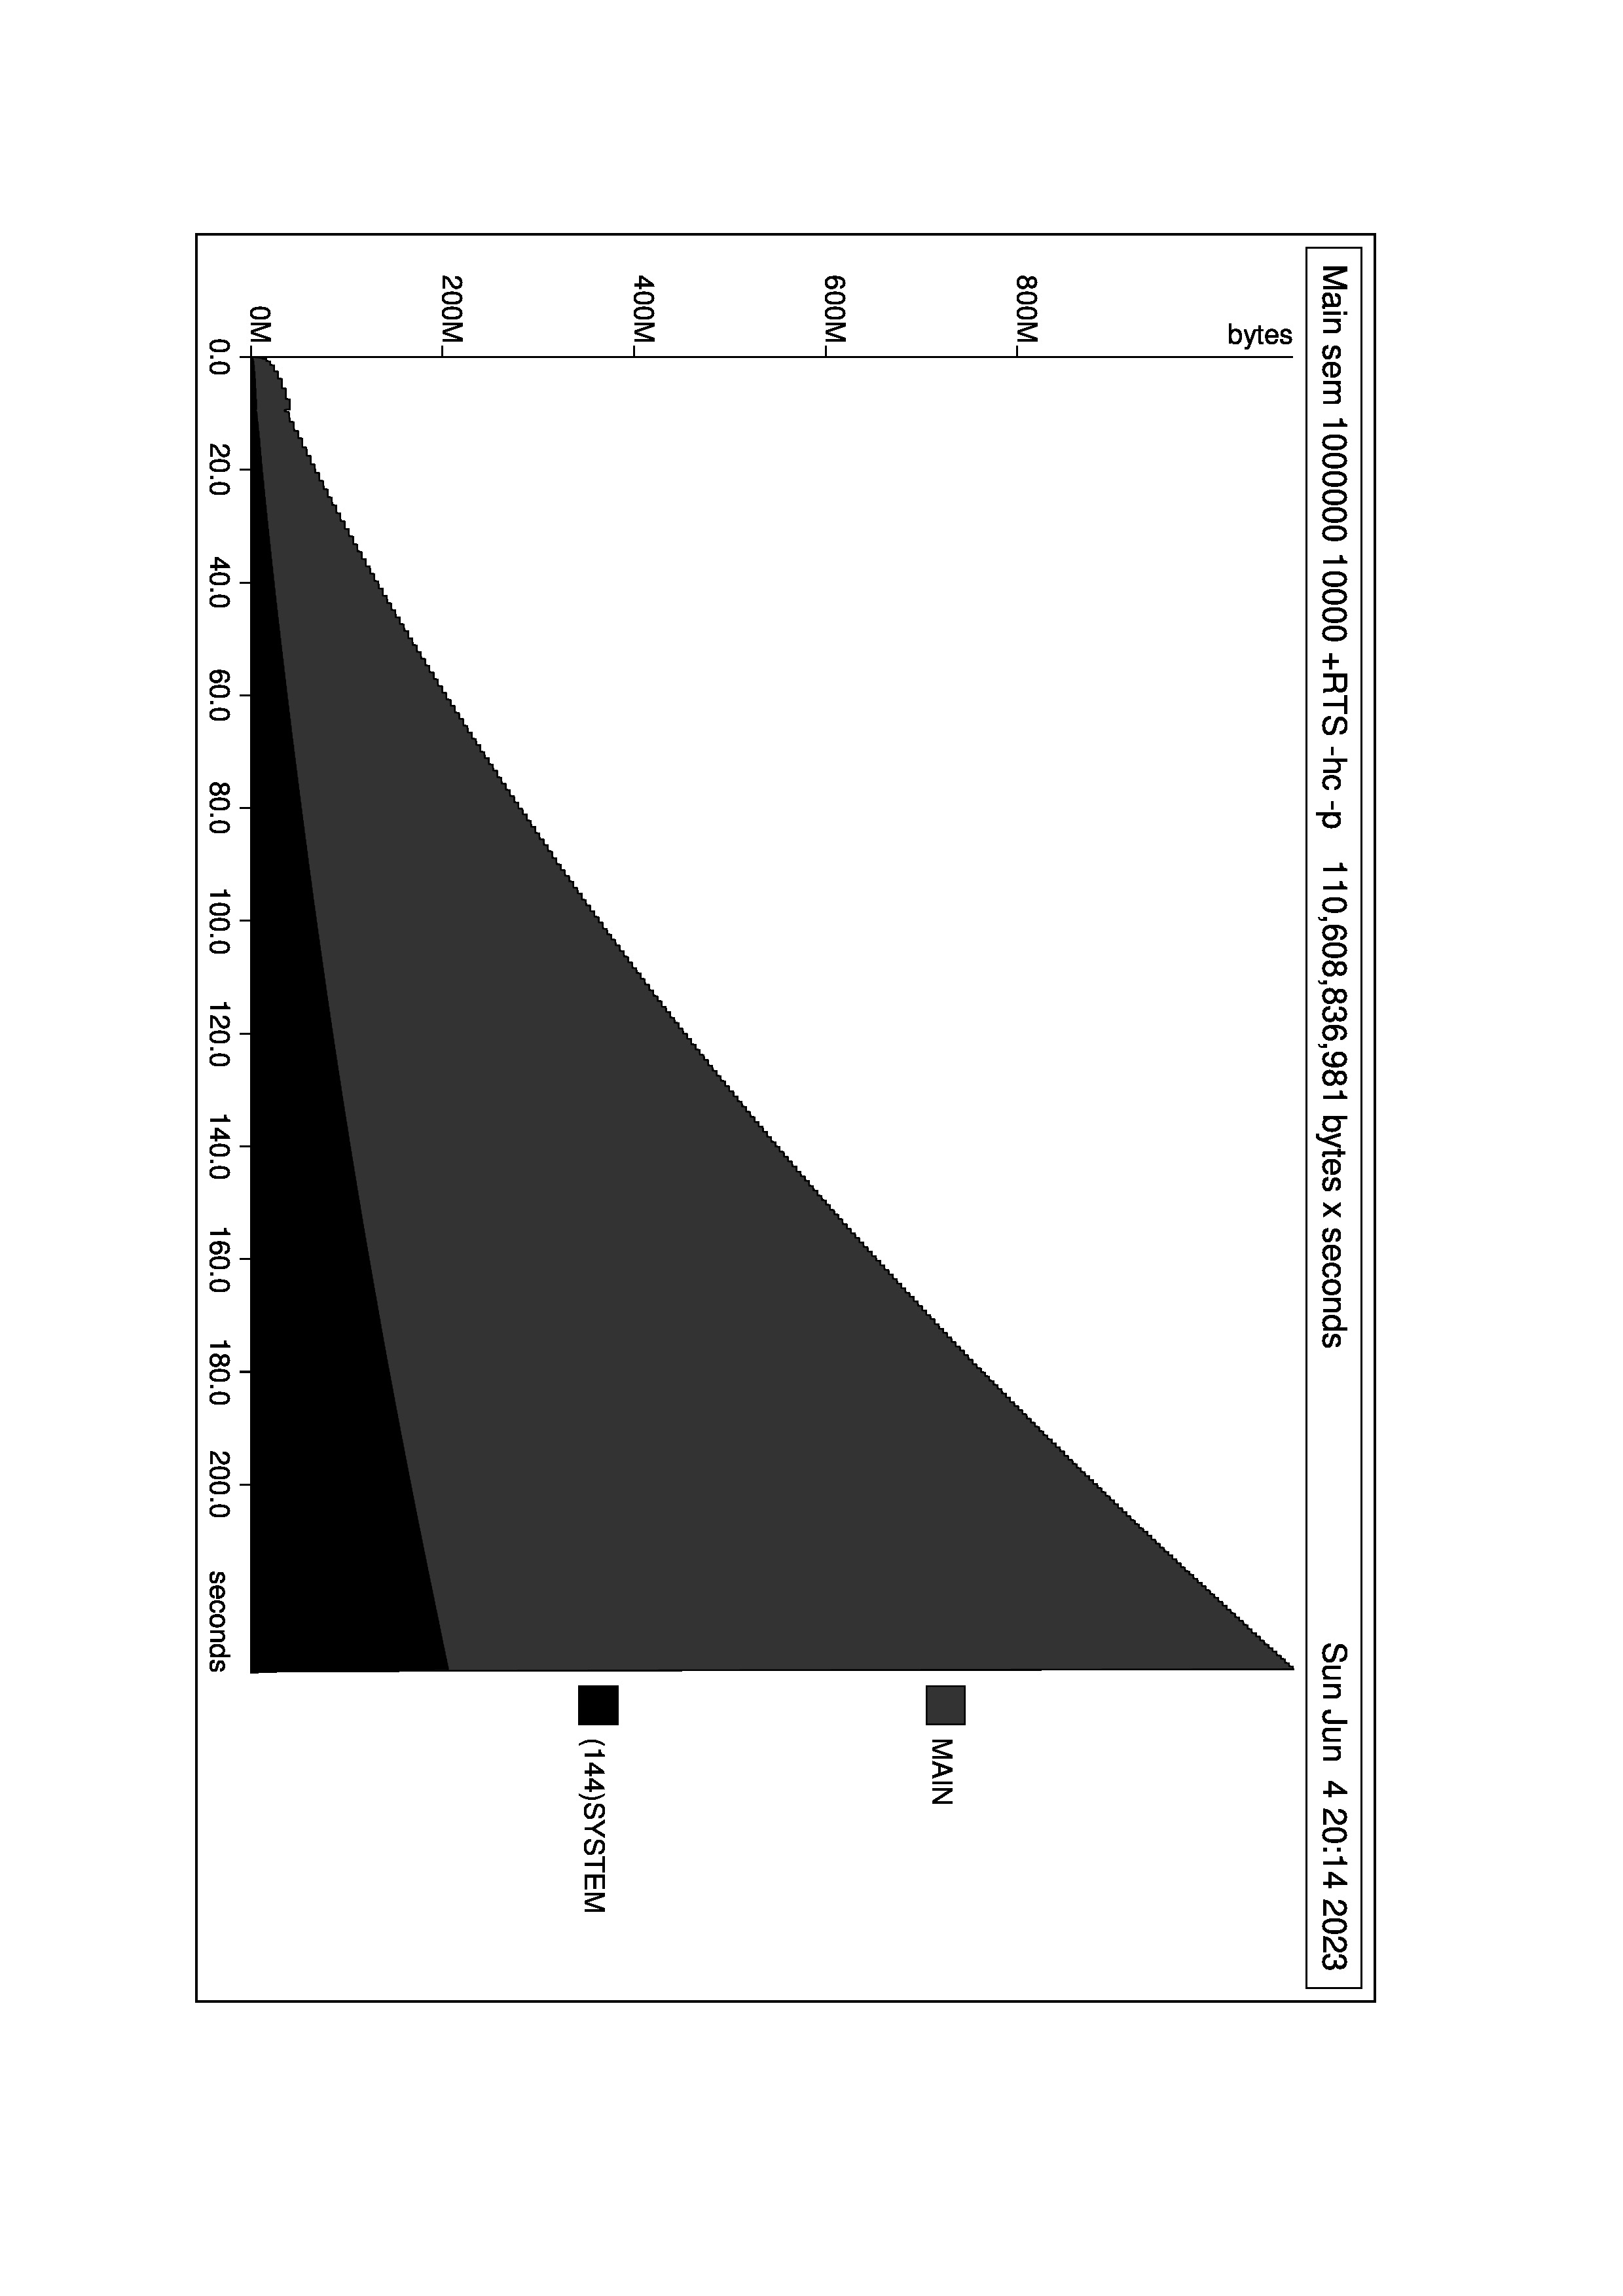 Main sem 1000000 10000 +RTS -hc -p 110,608,836,981 bytes x seconds Sun Jun 4 20:14 2023
bytes
800M
600M
400M
200M
0M
MAIN
(144)SYSTEM
0.0 20.0 40.0 60.0 80.0 100.0 120.0 140.0 160.0 180.0 200.0 seconds